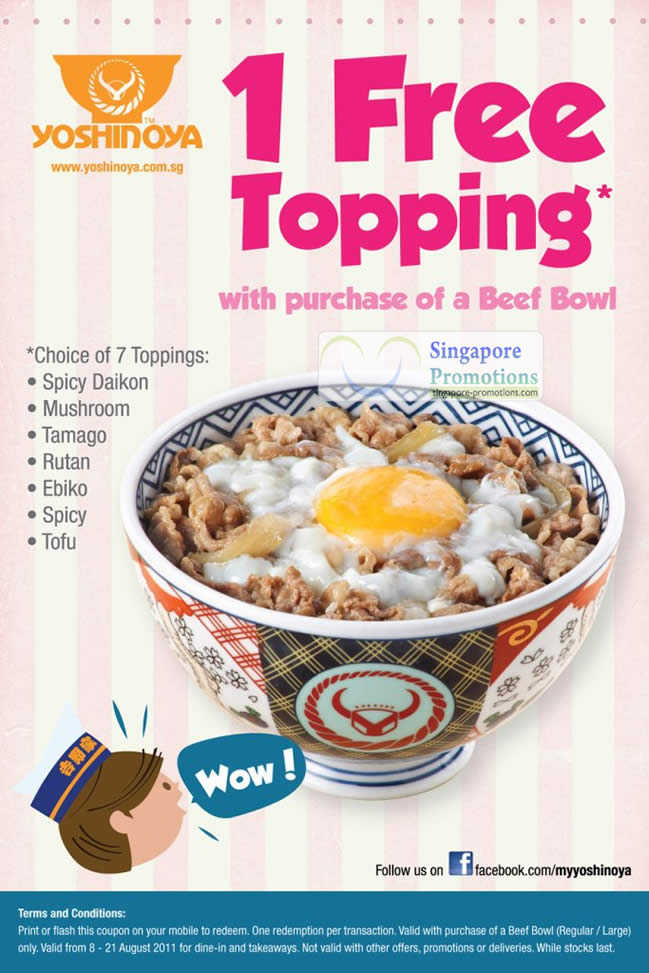 YOSHINOYA™
www.yoshinoya.com.sg
1 Free
Topping*
with purchase of a Beef Bowl
*Choice of 7 Toppings:
• Spicy Daikon
• Mushroom
• Tamago
• Rutan
• Ebiko
• Spicy
• Tofu
Singapore
Promotions
singapore-promotions.com
吉野家
Wow!
Follow us on f facebook.com/myyoshinoya
Terms and Conditions:
Print or flash this coupon on your mobile to redeem. One redemption per transaction. Valid with purchase of a Beef Bowl (Regular / Large)
only. Valid from 8 - 21 August 2011 for dine-in and takeaways. Not valid with other offers, promotions or deliveries. While stocks last.